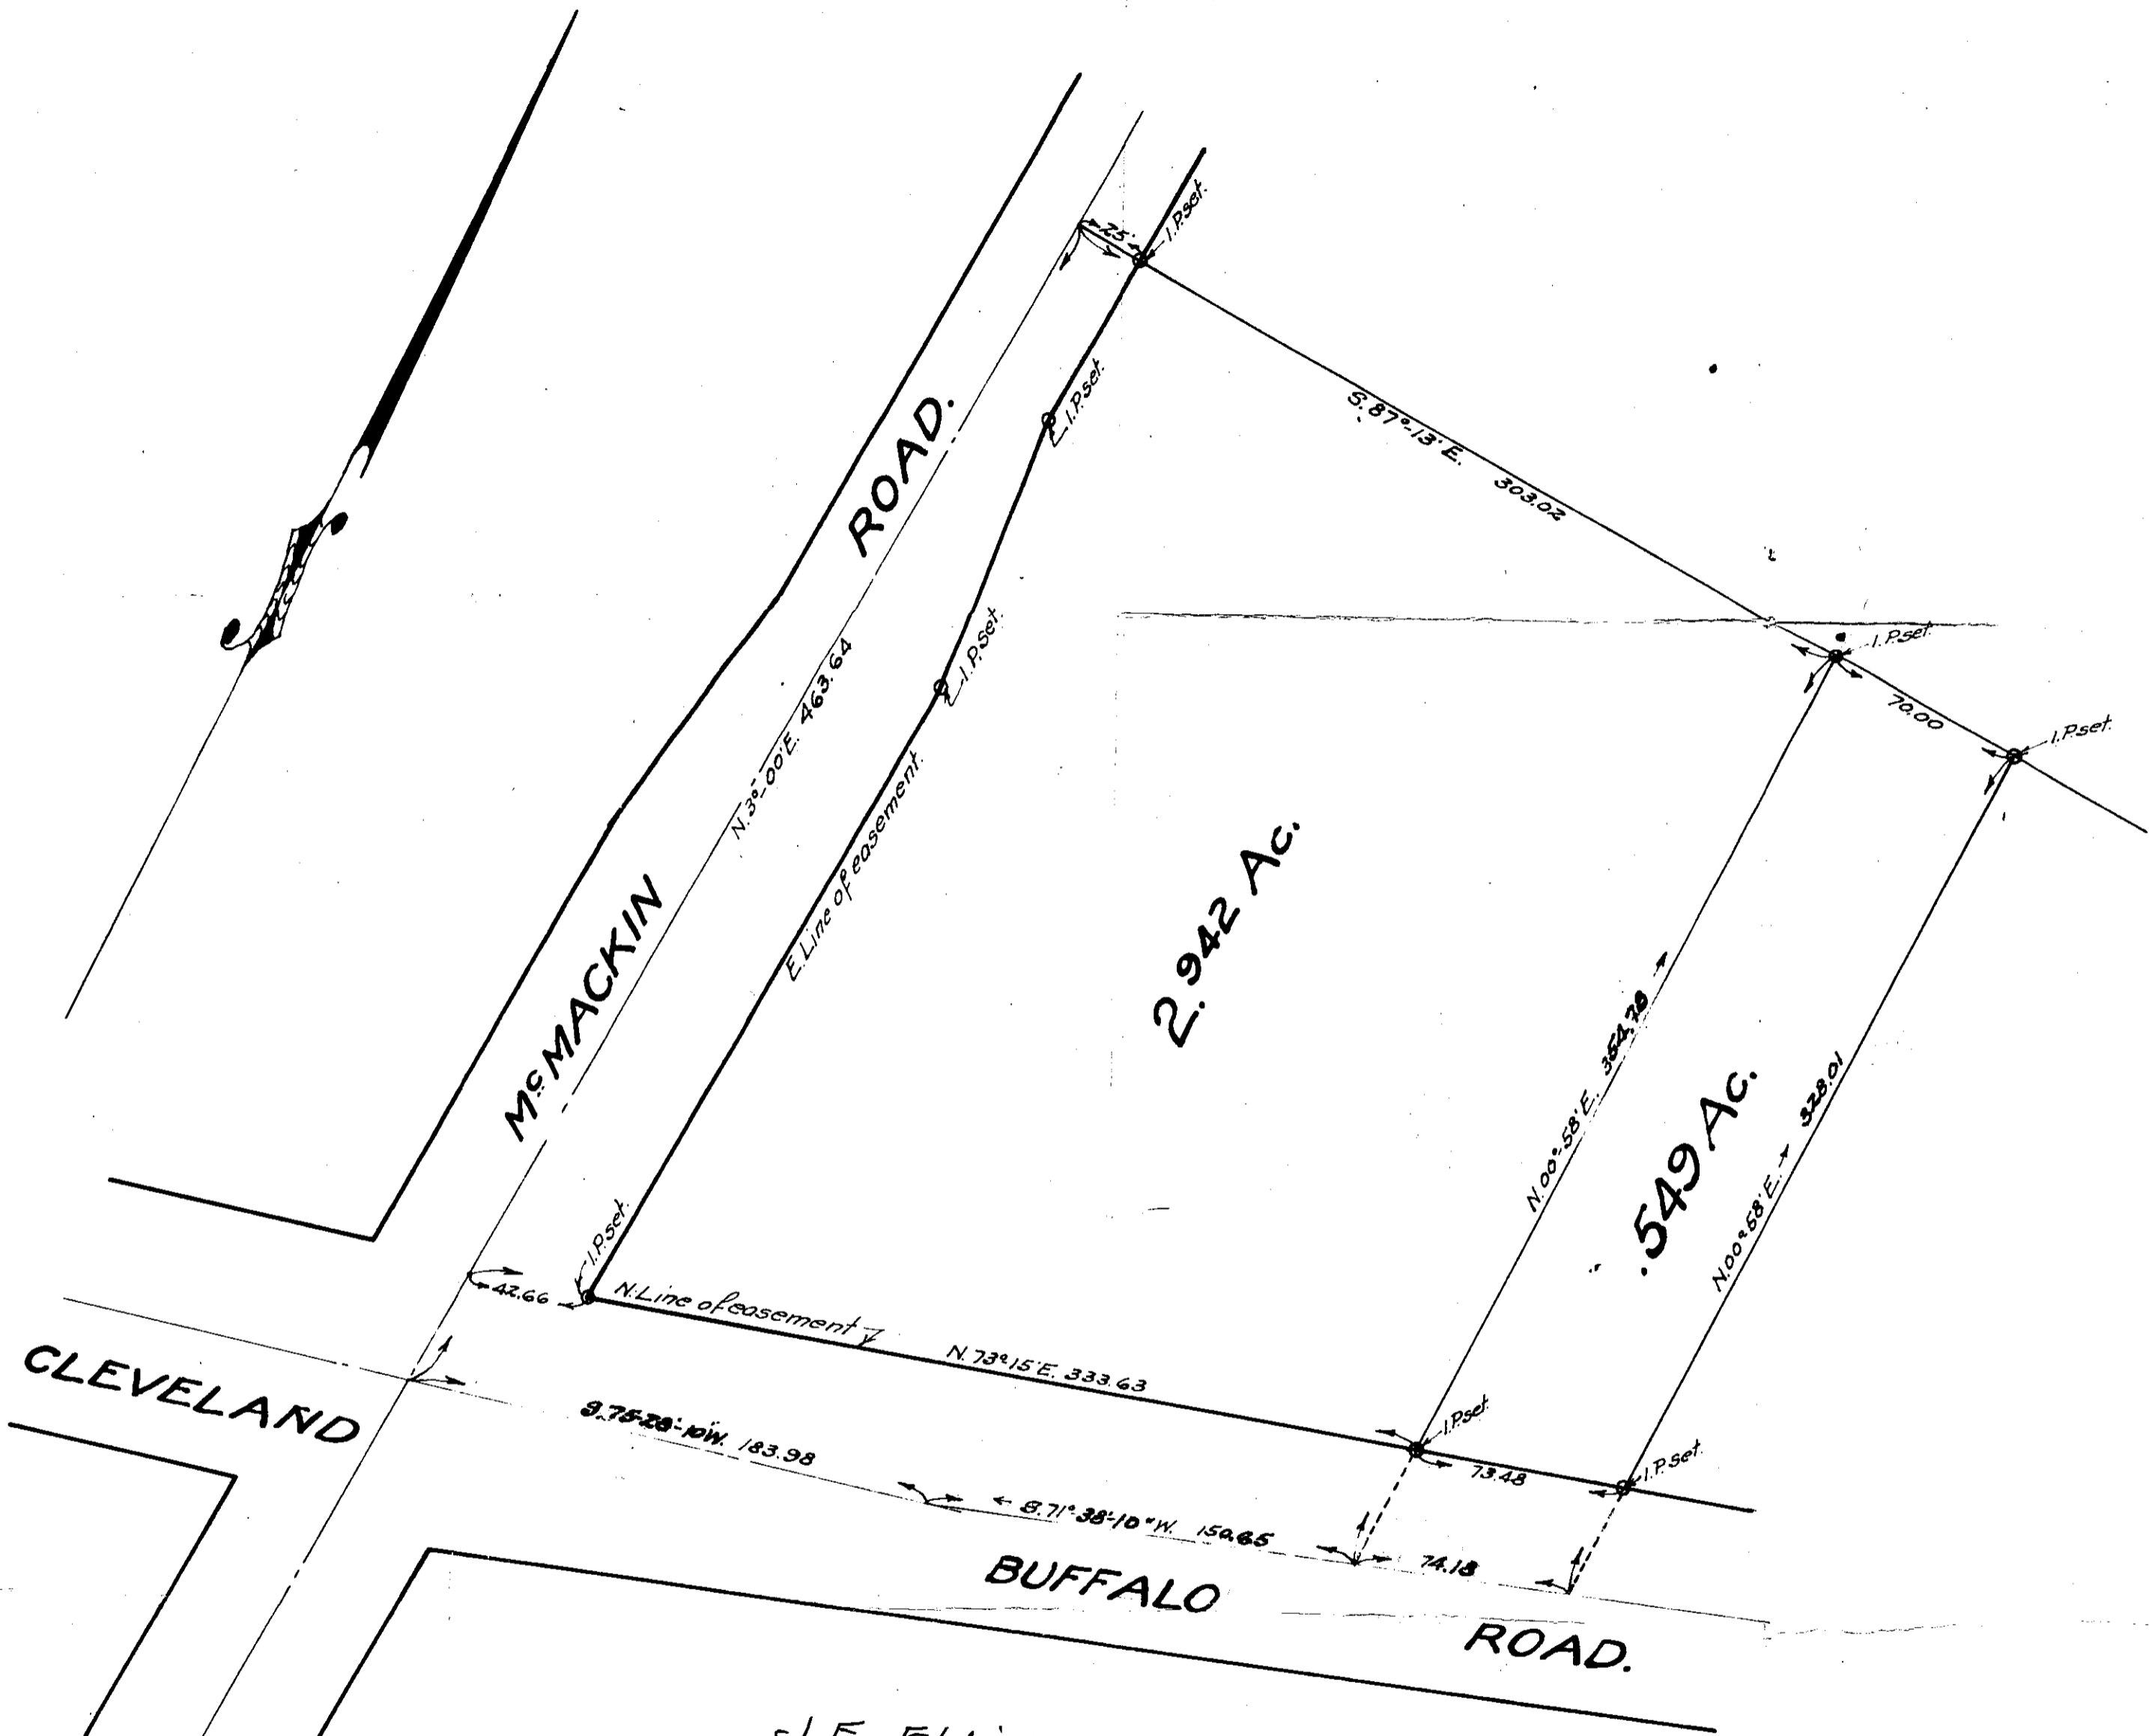 25'
I.P.set.
I.P.set.
ROAD.
S.87°-13'E.
303.02
I.P.set.
I.P.set.
70.00
I.P.set.
N.3°-00'E. 463.64
E.Line of easement.
2.942 Ac.
McMACKIN
N.00°-58'E.
.549 Ac.
N.00°-58'E. 328.01
I.P.set.
42.66
N.Line of easement
N.73°15'E. 333.63
CLEVELAND
183.98
I.P.set.
73.48
I.P.set.
S.71°-38'-10"W.
74.18
BUFFALO
ROAD.